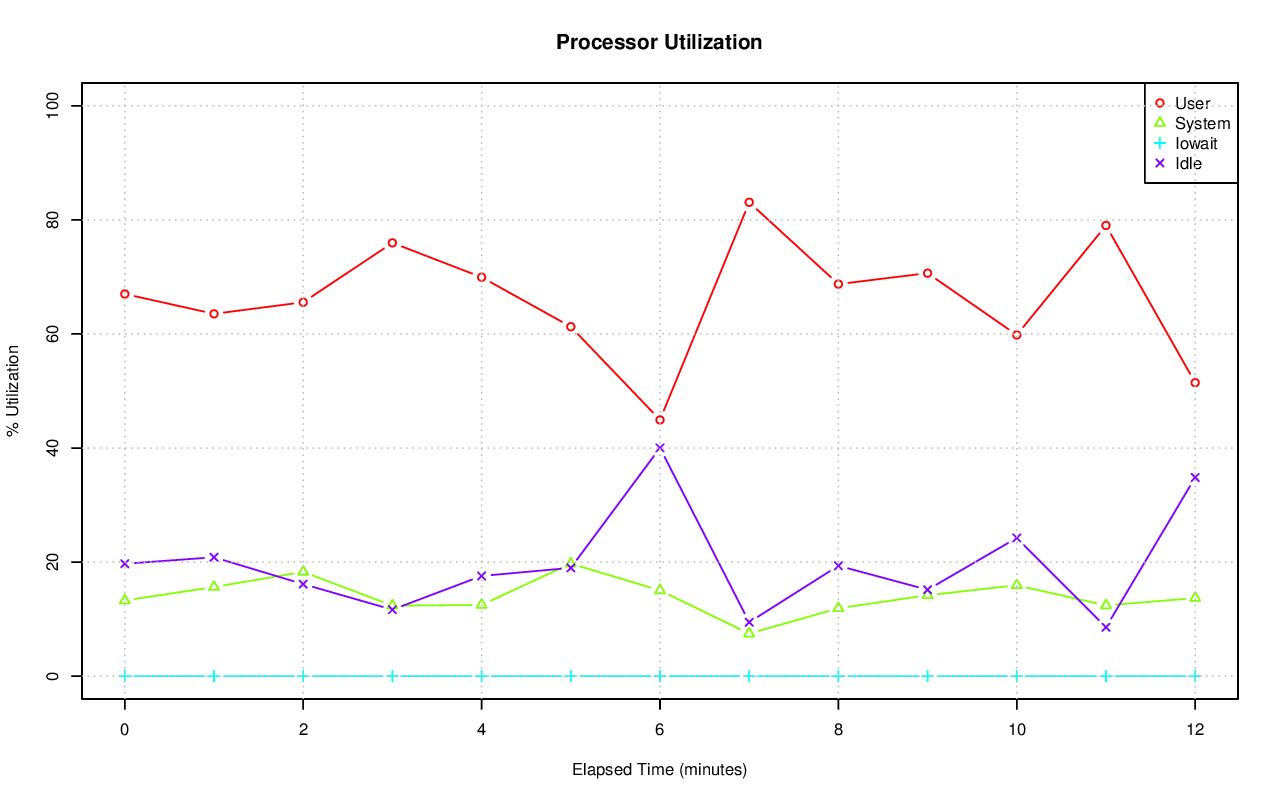 Processor Utilization
User
System
Iowait
Idle
% Utilization
100
80
60
40
20
0
0 2 4 6 8 10 12
Elapsed Time (minutes)